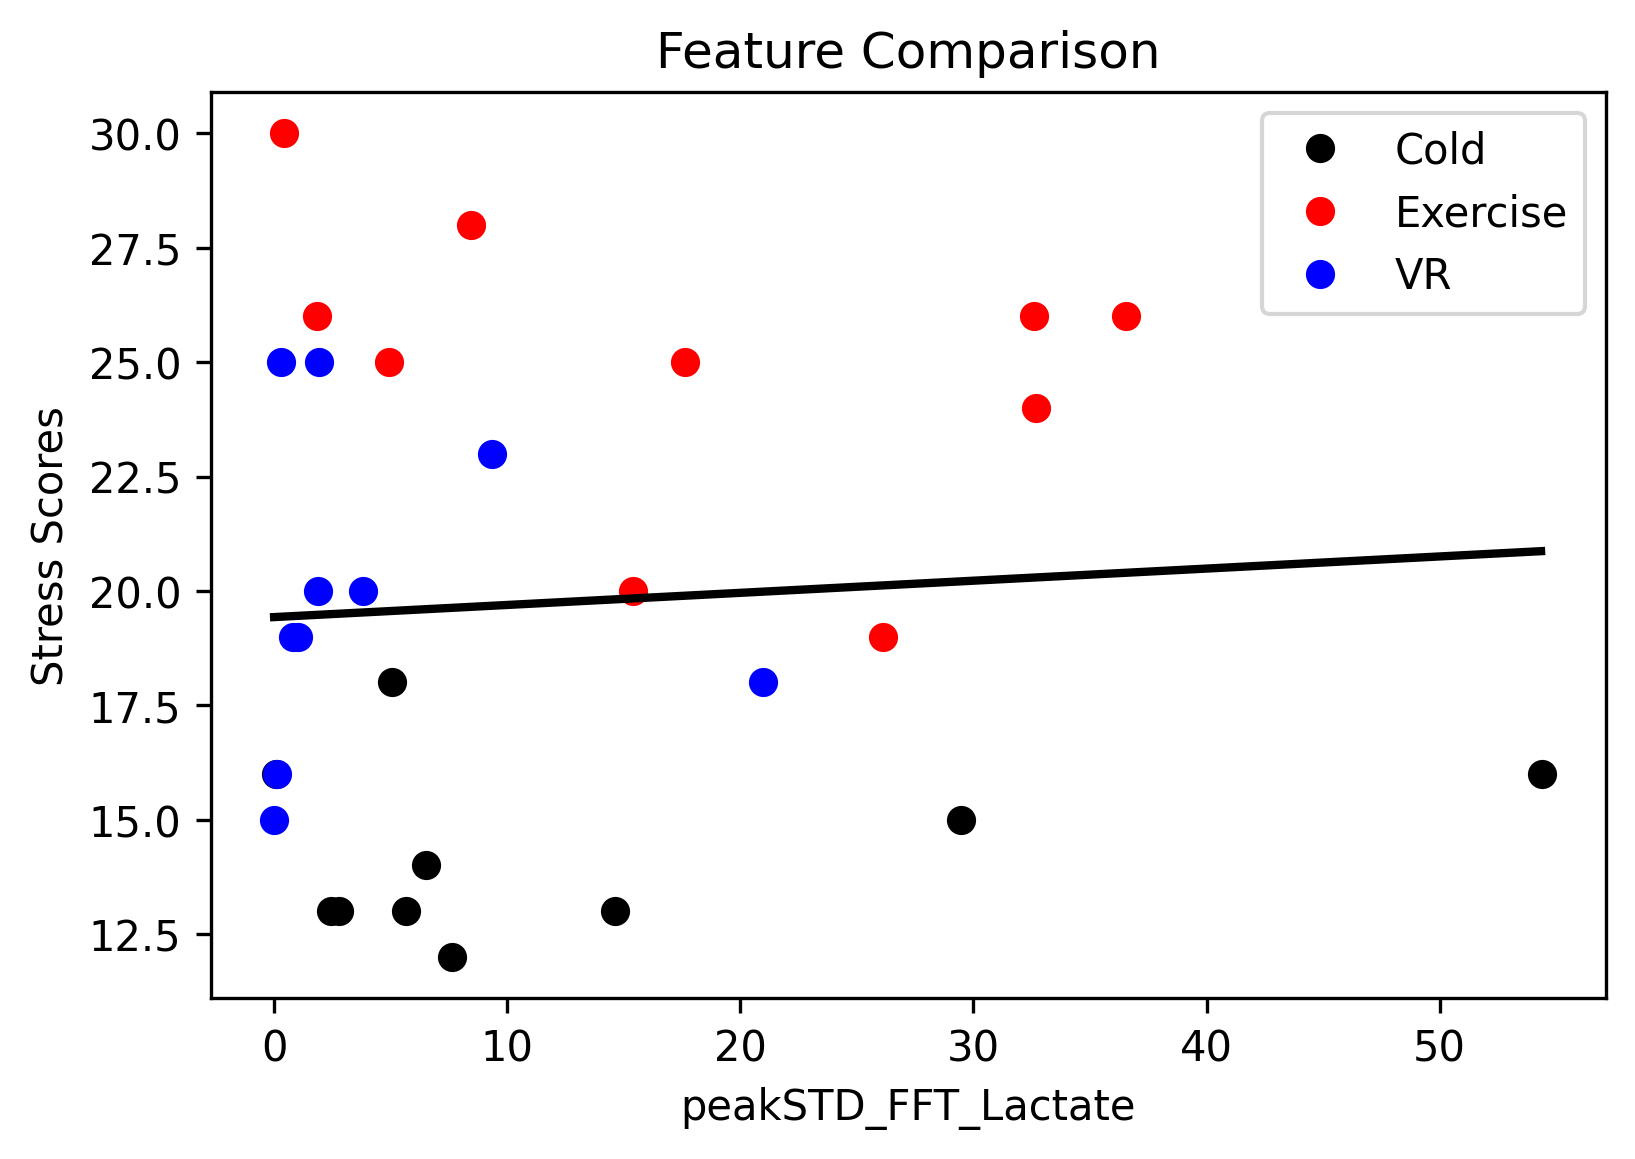 Feature Comparison
30.0
27.5
25.0
22.5
20.0
17.5
15.0
12.5
Stress Scores
Cold
Exercise
VR
0 10 20 30 40 50
peakSTD_FFT_Lactate